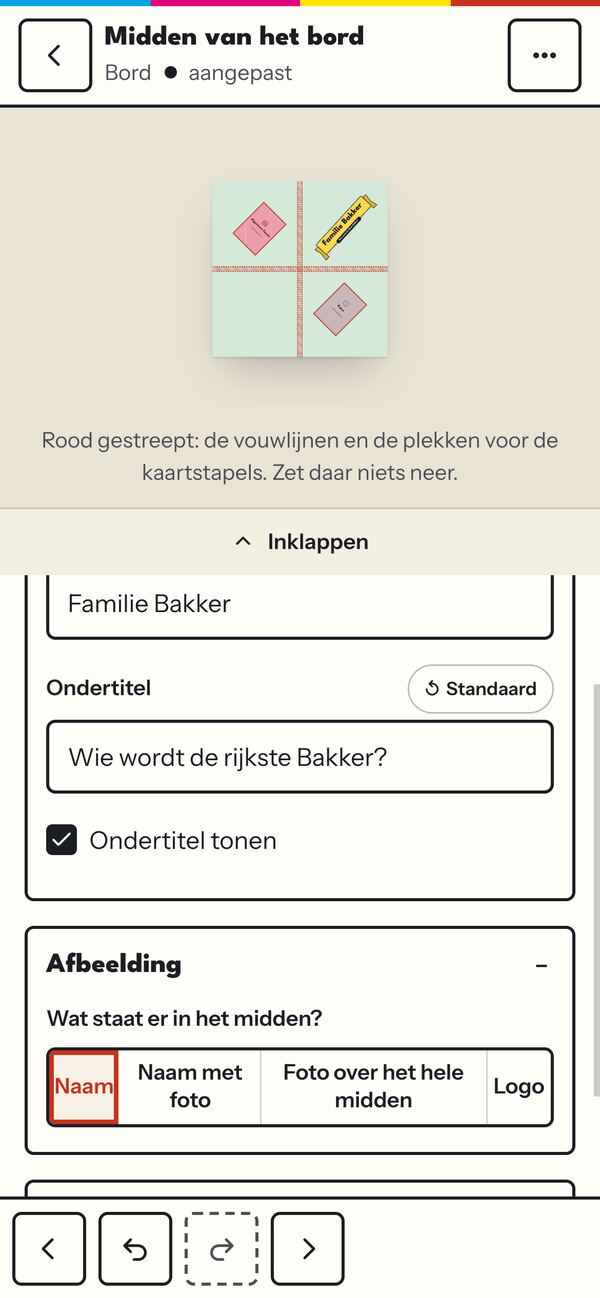 Midden van het bord
Bord ● aangepast
Familie Bakker
Rood gestreept: de vouwlijnen en de plekken voor de
kaartstapels. Zet daar niets neer.
Inklappen
Familie Bakker
Ondertitel
Standaard
Wie wordt de rijkste Bakker?
Ondertitel tonen
Afbeelding
Wat staat er in het midden?
Naam
Naam met
foto
Foto over het hele
midden
Logo